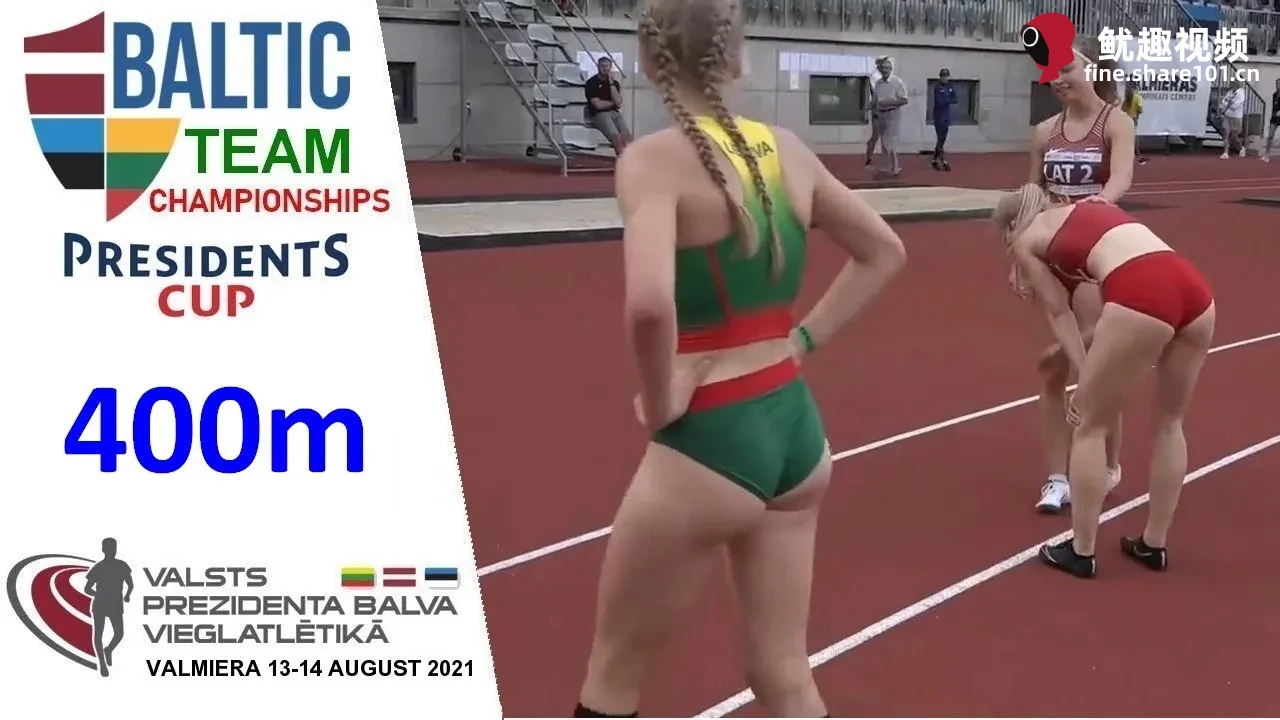 BALTIC
TEAM
CHAMPIONSHIPS
PRESIDENTS
CUP
400m
VALSTS
PREZIDENTA BALVA
VIEGLATLĒTIKĀ
VALMIERA 13-14 AUGUST 2021
鱿趣视频
fine.share101.cn
LAT 2